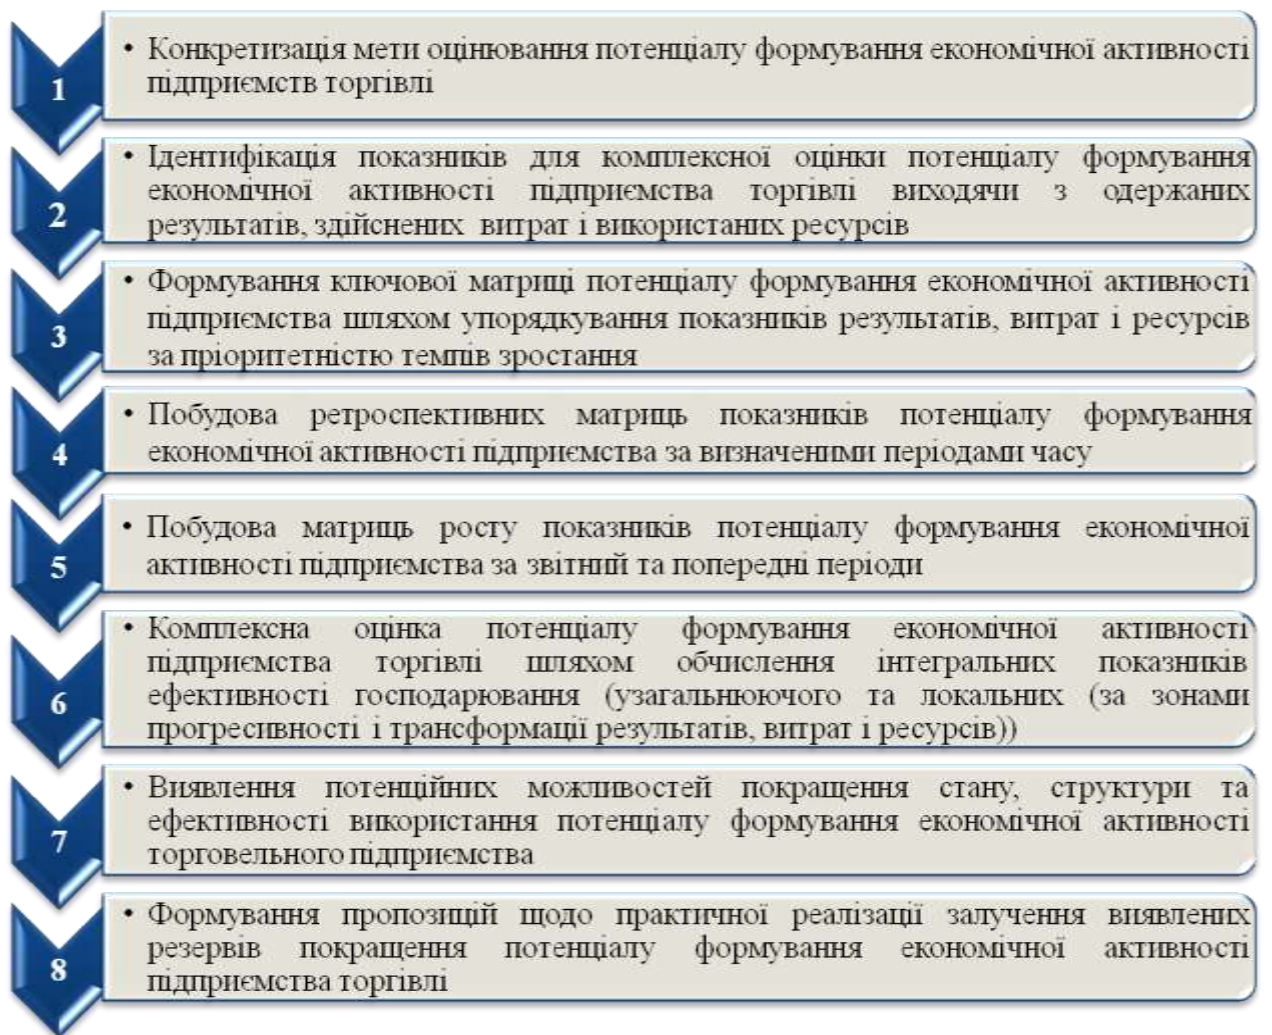 1
• Конкретизація мети оцінювання потенціалу формування економічної активності
підприємств торгівлі
2
• Ідентифікація показників для комплексної оцінки потенціалу формування
економічної активності підприємства торгівлі виходячи з одержаних
результатів, здійснених витрат і використаних ресурсів
3
• Формування ключової матриці потенціалу формування економічної активності
підприємства шляхом упорядкування показників результатів, витрат і ресурсів
за пріоритетністю темпів зростання
4
• Побудова ретроспективних матриць показників потенціалу формування
економічної активності підприємства за визначеними періодами часу
5
• Побудова матриць росту показників потенціалу формування економічної
активності підприємства за звітний та попередні періоди
6
• Комплексна оцінка потенціалу формування економічної активності
підприємства торгівлі шляхом обчислення інтегральних показників
ефективності господарювання (узагальнюючого та локальних (за зонами
прогресивності і трансформації результатів, витрат і ресурсів))
7
• Виявлення потенційних можливостей покращення стану, структури та
ефективності використання потенціалу формування економічної активності
торговельного підприємства
8
• Формування пропозицій щодо практичної реалізації залучення виявлених
резервів покращення потенціалу формування економічної активності
підприємства торгівлі